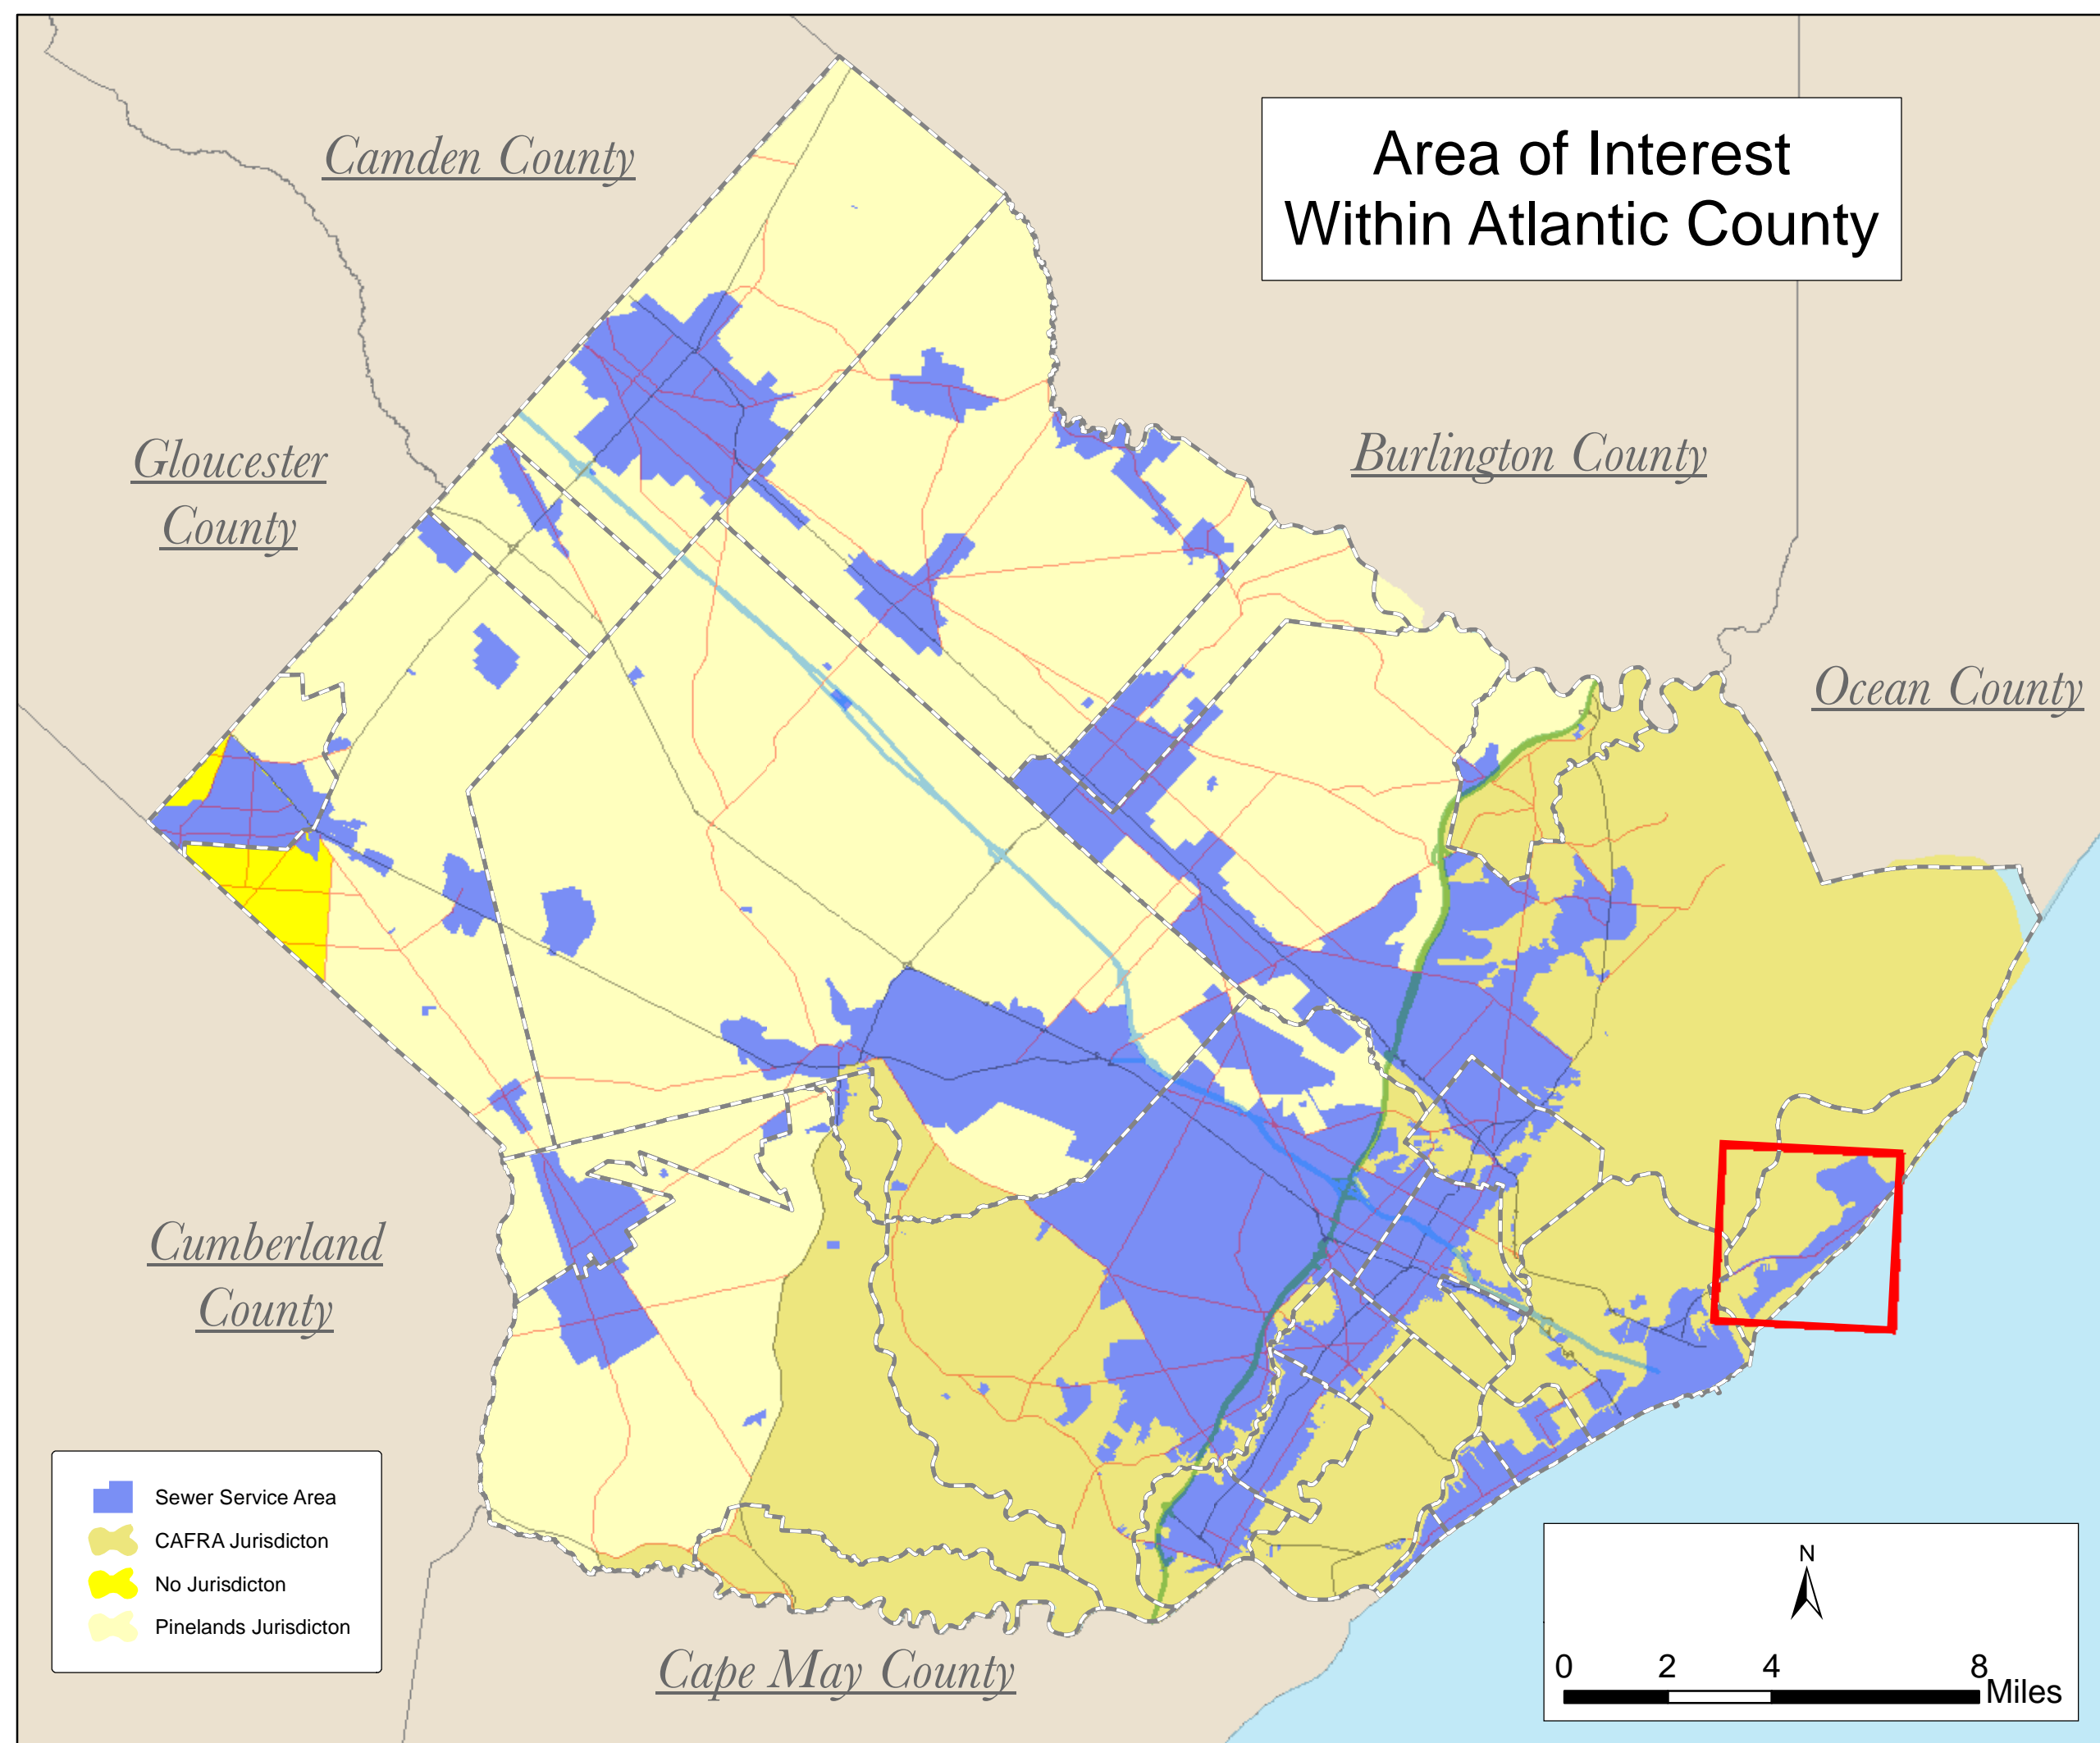 Area of Interest
Within Atlantic County
Camden County
Gloucester
County
Burlington County
Ocean County
Cumberland
County
Cape May County
Sewer Service Area
CAFRA Jurisdicton
No Jurisdicton
Pinelands Jurisdicton
N
0 2 4 8
Miles